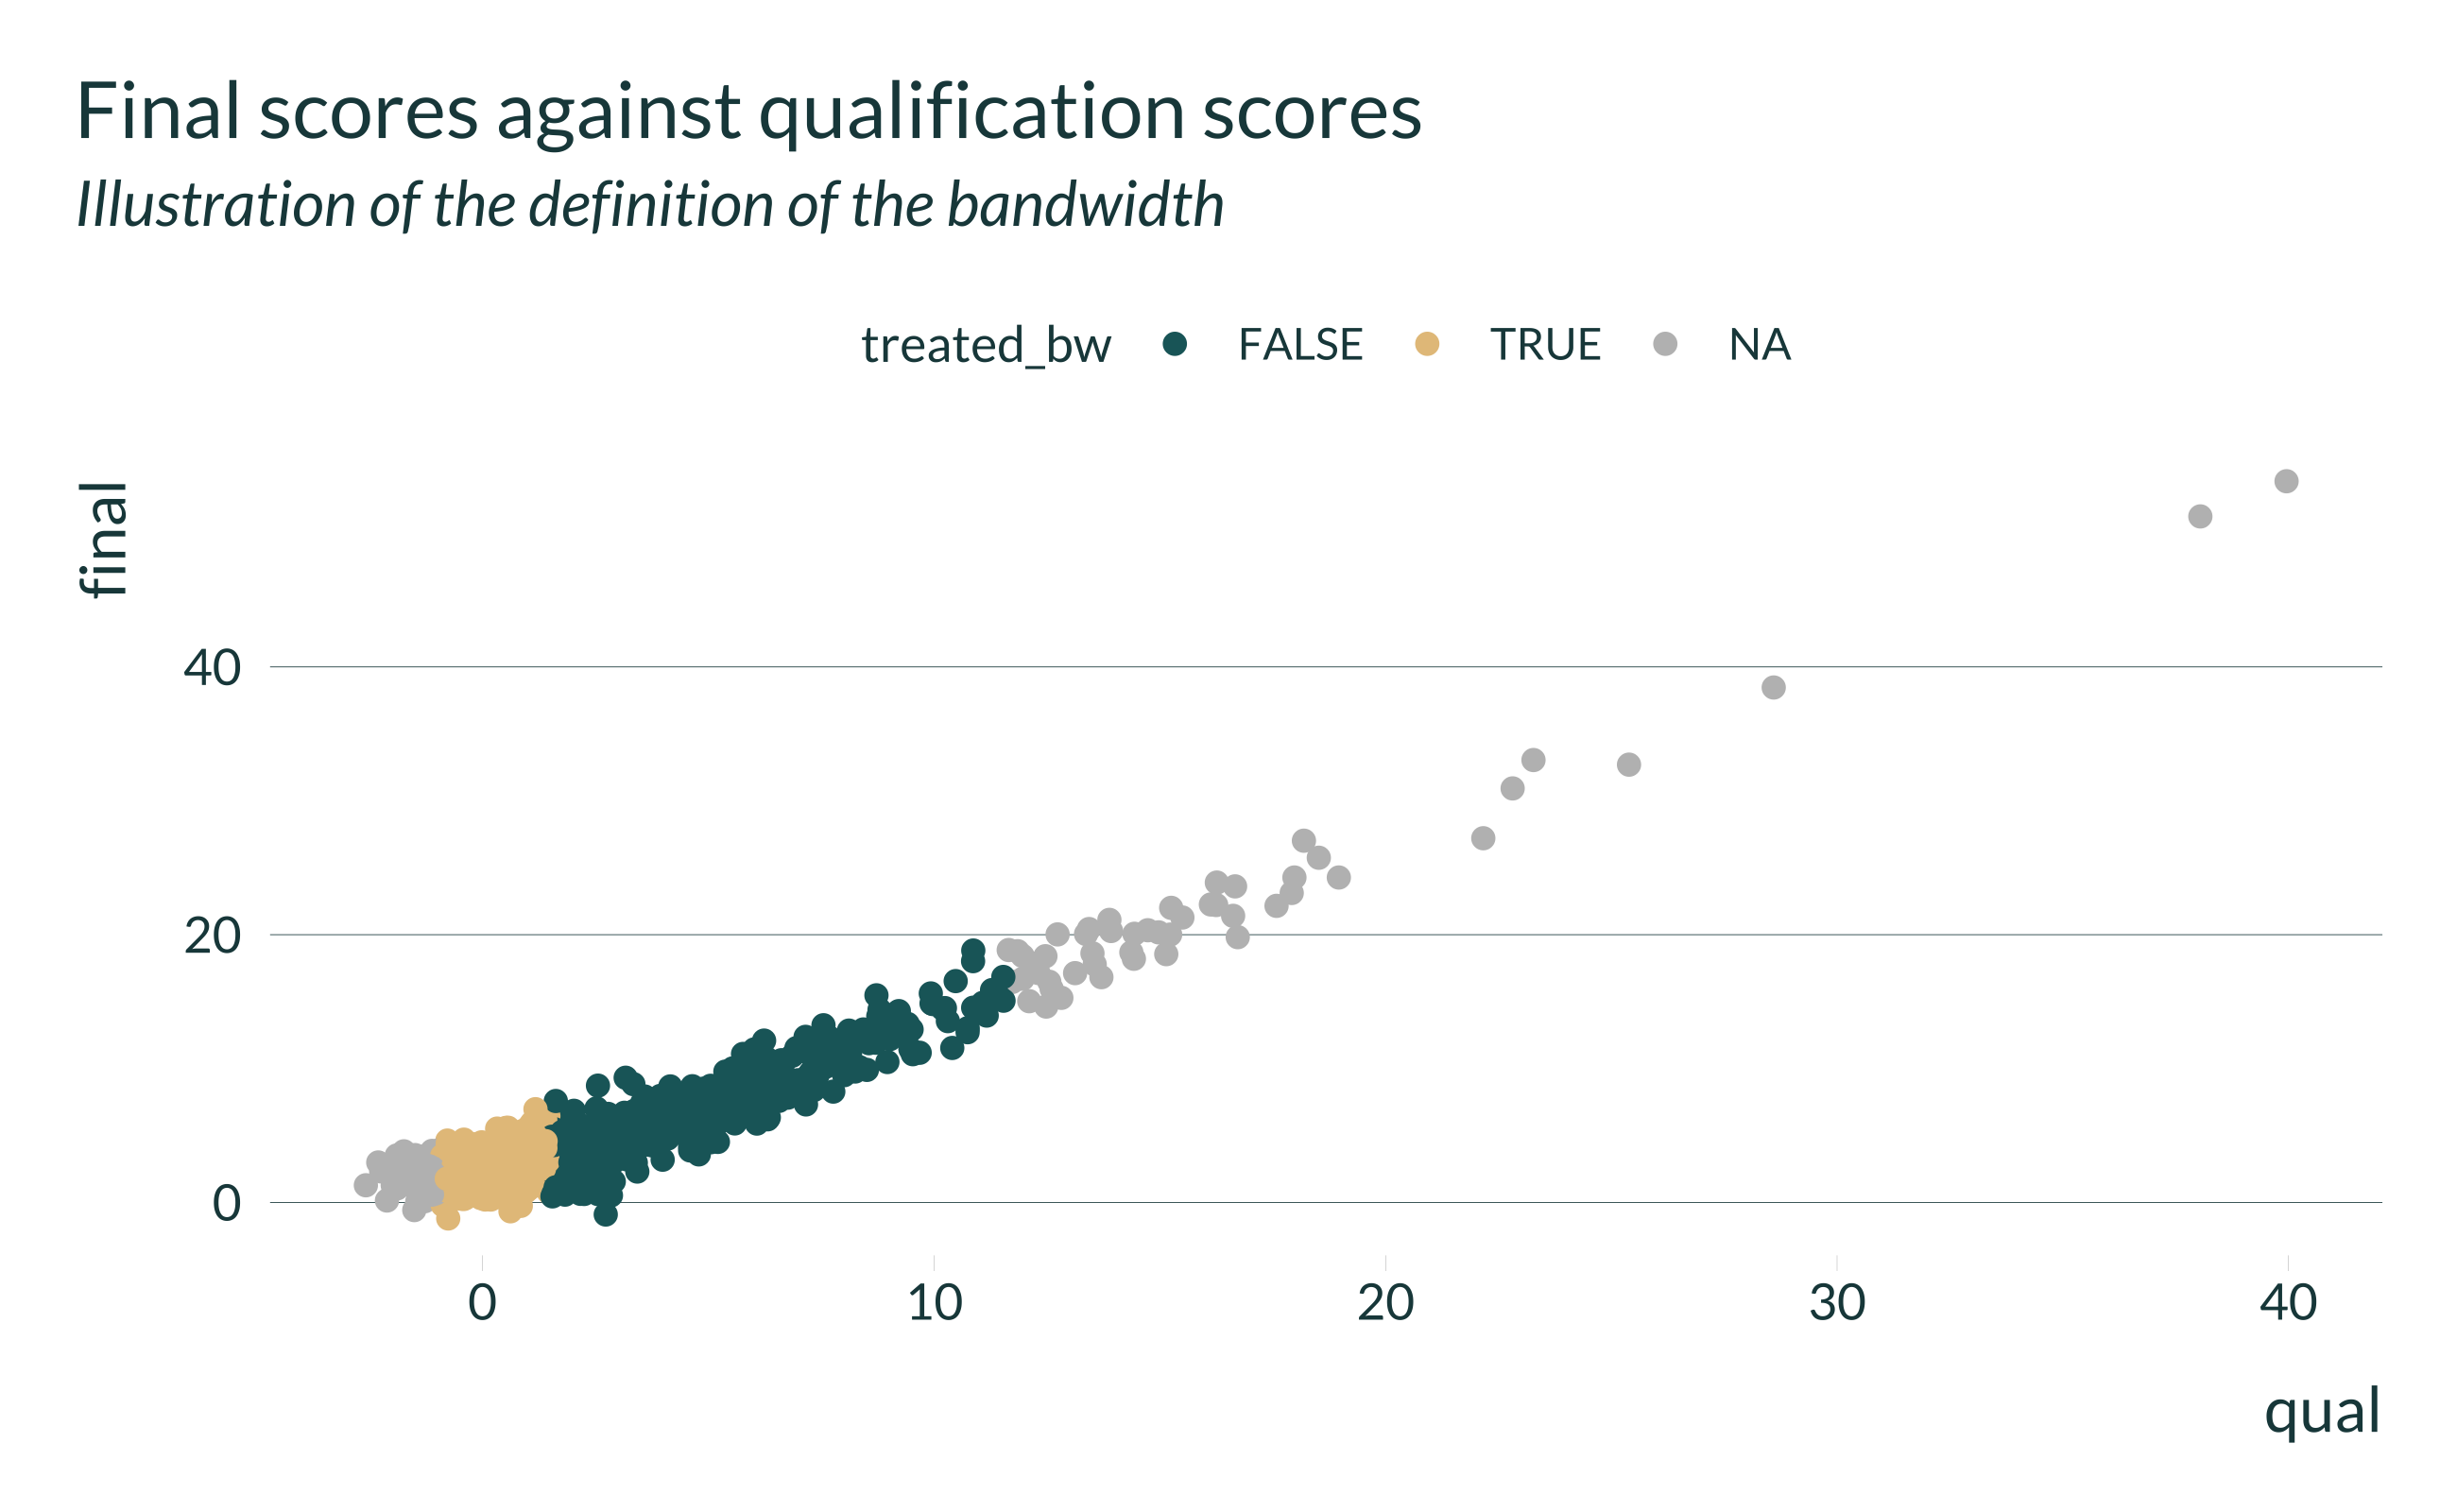 Final scores against qualification scores
Illustration of the definition of the bandwidth
treated_bw FALSE TRUE NA
final
40
20
0
0 10 20 30 40
qual